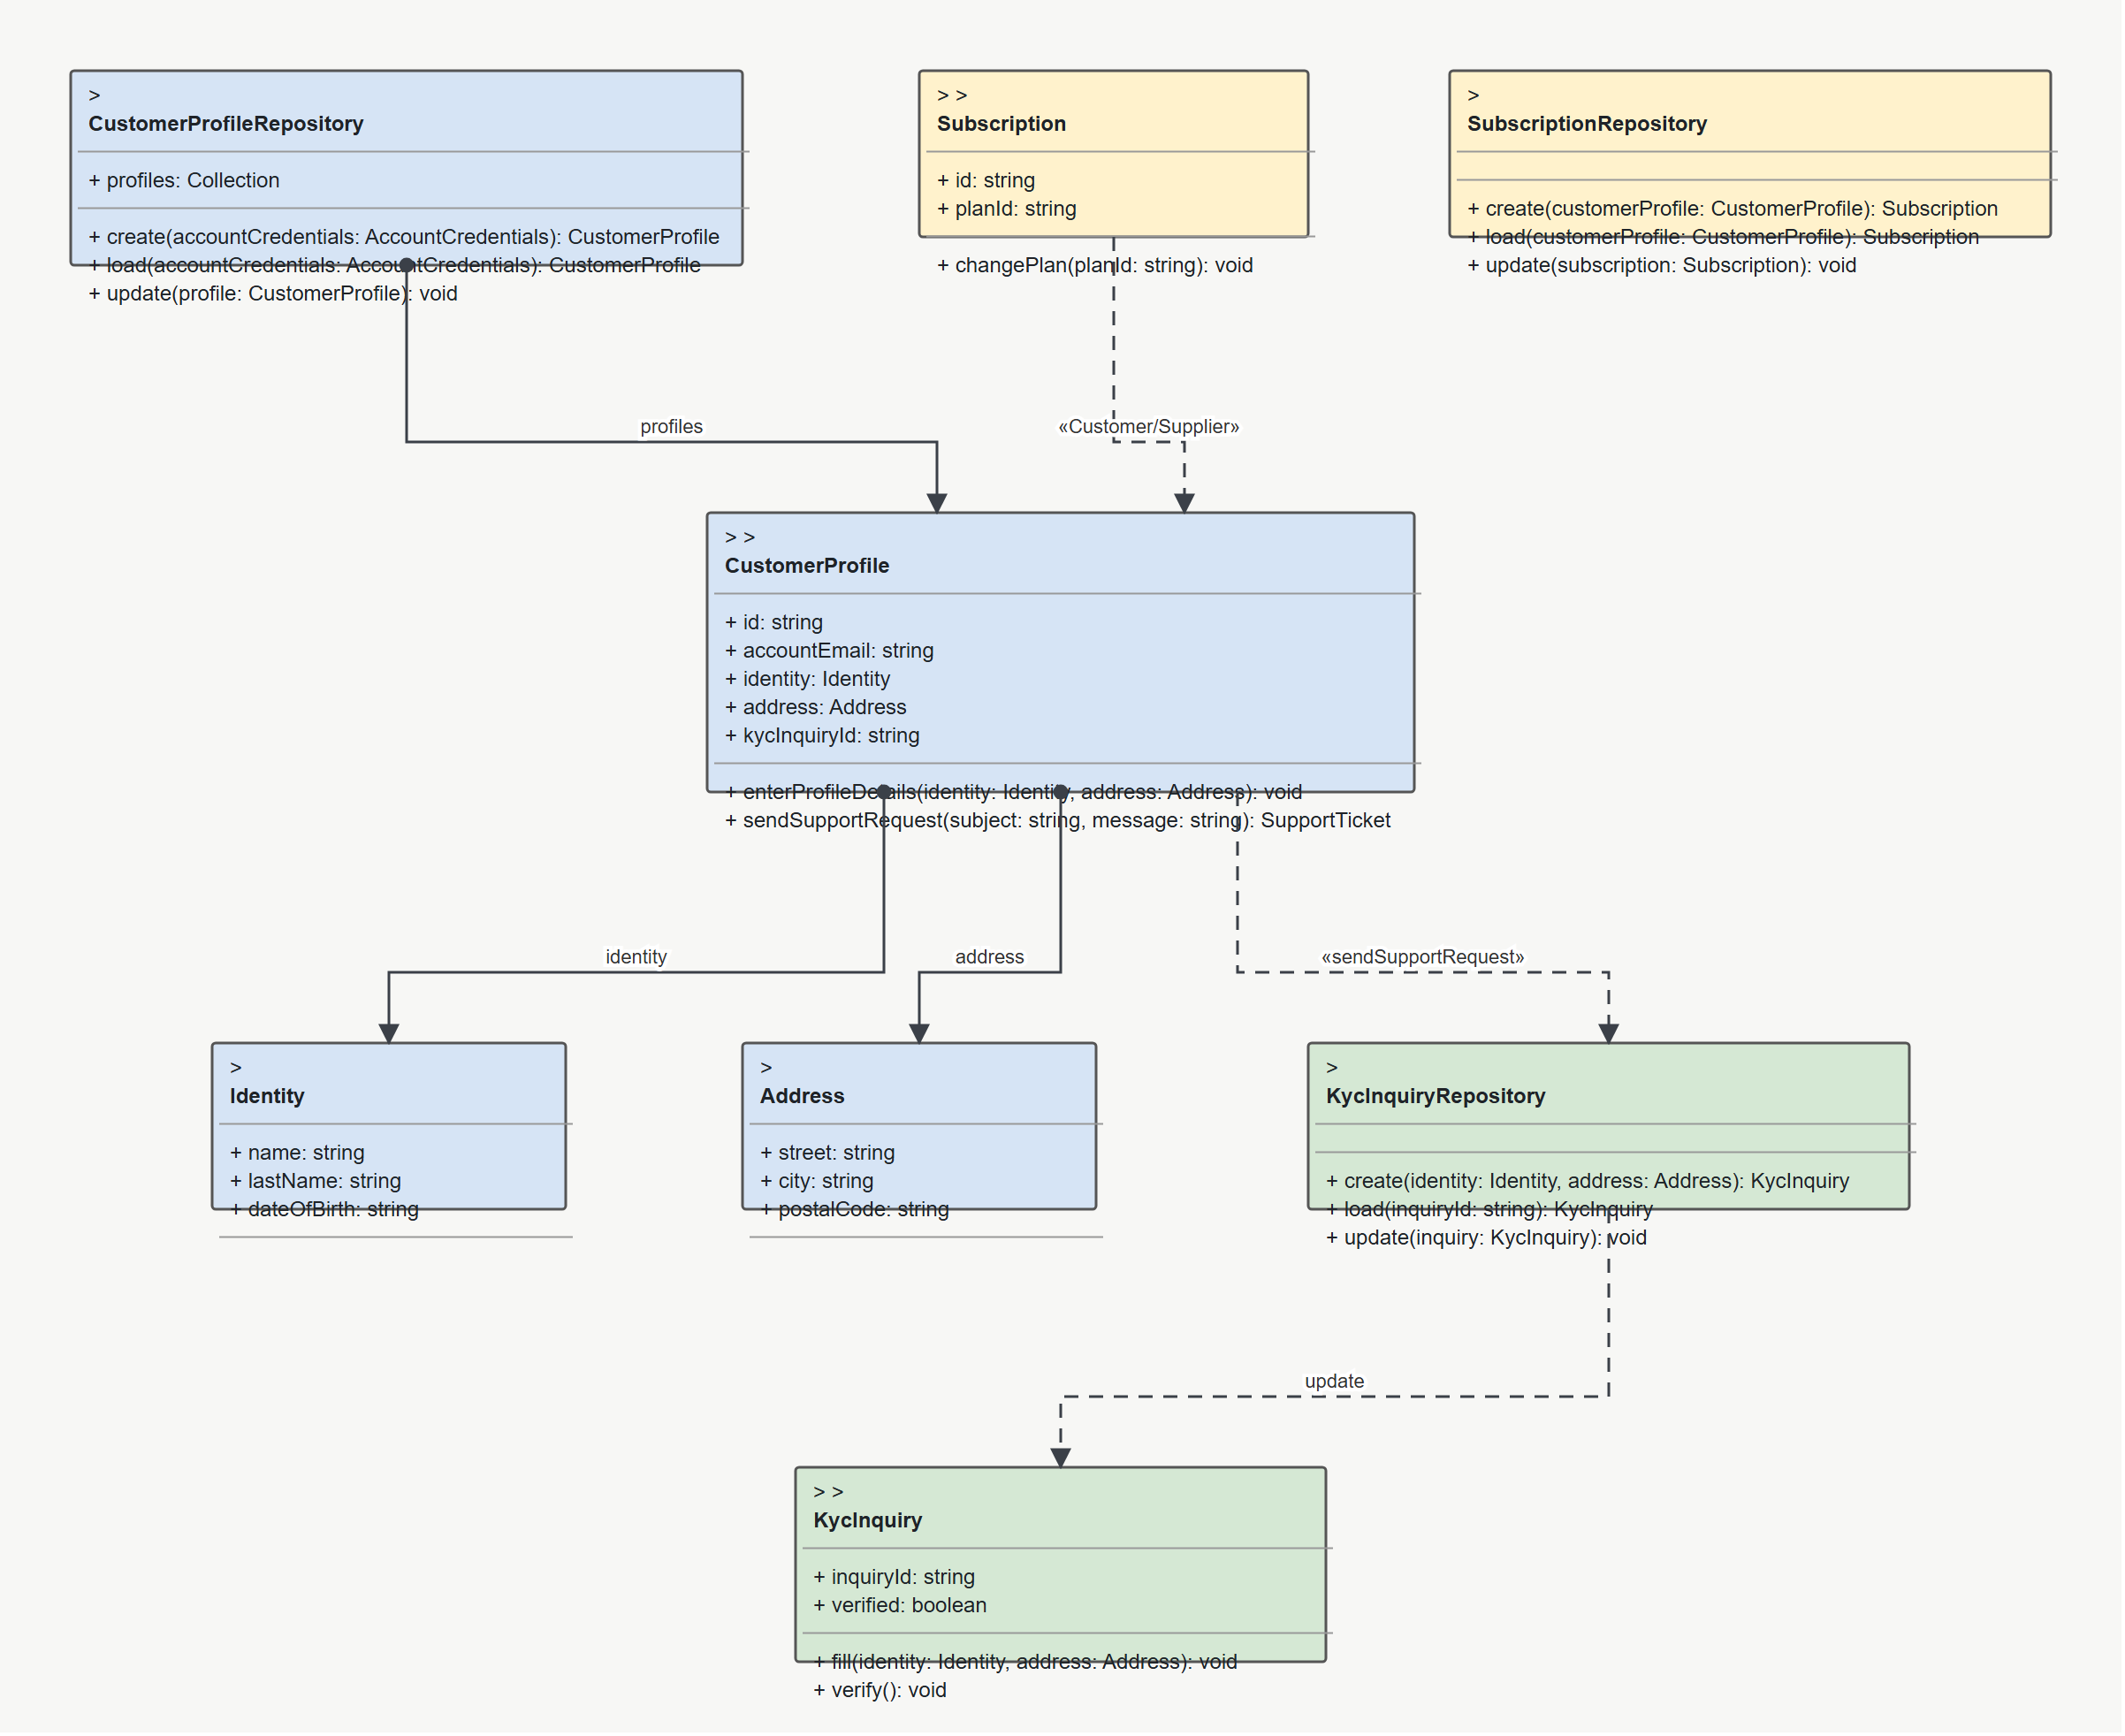 >
CustomerProfileRepository
+ profiles: Collection
+ create(accountCredentials: AccountCredentials): CustomerProfile
+ load(accountCredentials: AccountCredentials): CustomerProfile
+ update(profile: CustomerProfile): void
> >
Subscription
+ id: string
+ planId: string
+ changePlan(planId: string): void
>
SubscriptionRepository
+ create(customerProfile: CustomerProfile): Subscription
+ load(customerProfile: CustomerProfile): Subscription
+ update(subscription: Subscription): void
profiles
«Customer/Supplier»
> >
CustomerProfile
+ id: string
+ accountEmail: string
+ identity: Identity
+ address: Address
+ kycInquiryId: string
+ enterProfileDetails(identity: Identity, address: Address): void
+ sendSupportRequest(subject: string, message: string): SupportTicket
identity
address
«sendSupportRequest»
>
Identity
+ name: string
+ lastName: string
+ dateOfBirth: string
>
Address
+ street: string
+ city: string
+ postalCode: string
>
KycInquiryRepository
+ create(identity: Identity, address: Address): KycInquiry
+ load(inquiryId: string): KycInquiry
+ update(inquiry: KycInquiry): void
update
> >
KycInquiry
+ inquiryId: string
+ verified: boolean
+ fill(identity: Identity, address: Address): void
+ verify(): void